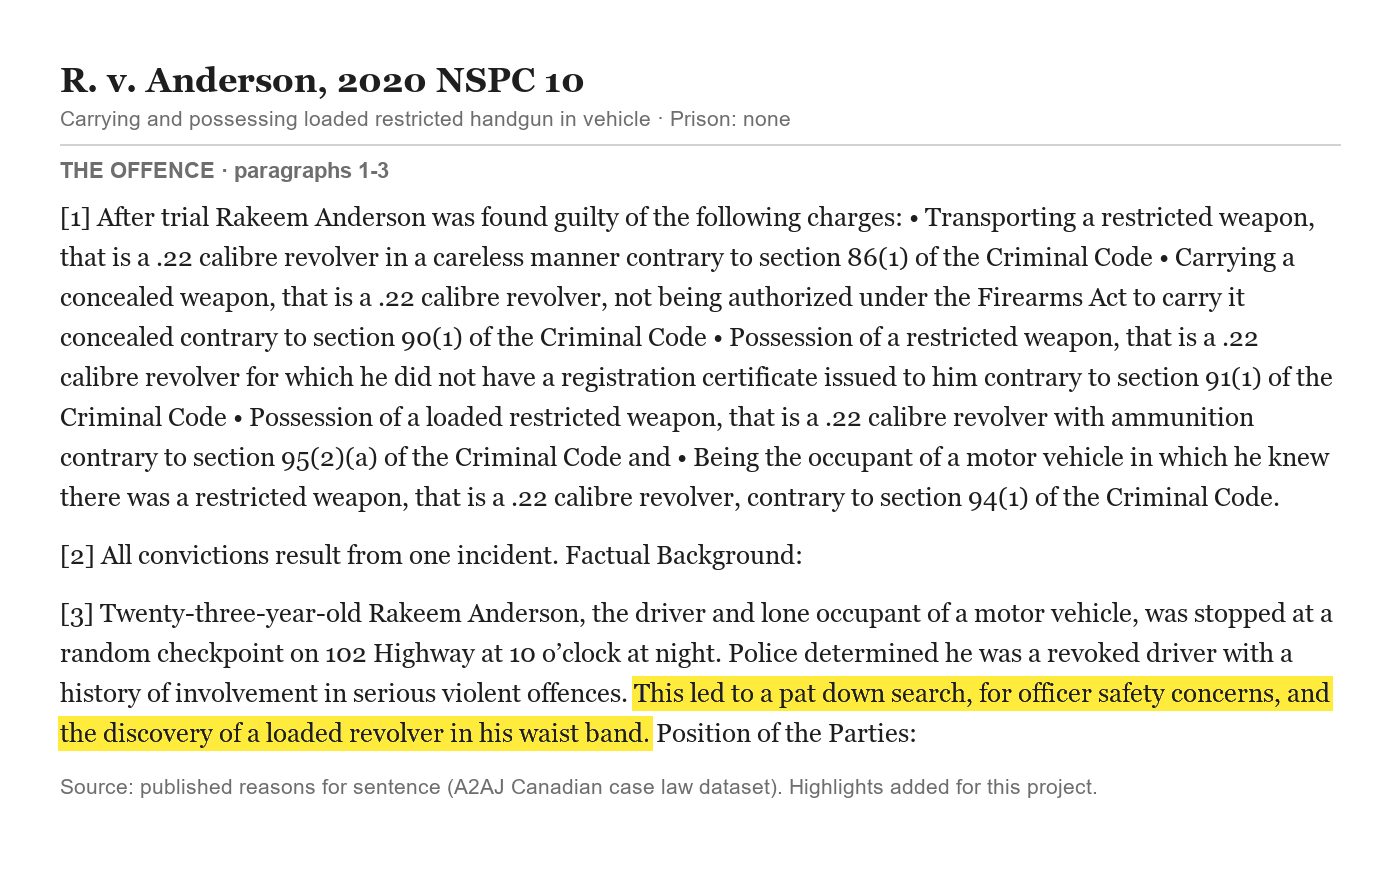 R. v. Anderson, 2020 NSPC 10
Carrying and possessing loaded restricted handgun in vehicle · Prison: none
THE OFFENCE · paragraphs 1-3
[1] After trial Rakeem Anderson was found guilty of the following charges: • Transporting a restricted weapon,
that is a .22 calibre revolver in a careless manner contrary to section 86(1) of the Criminal Code • Carrying a
concealed weapon, that is a .22 calibre revolver, not being authorized under the Firearms Act to carry it
concealed contrary to section 90(1) of the Criminal Code • Possession of a restricted weapon, that is a .22
calibre revolver for which he did not have a registration certificate issued to him contrary to section 91(1) of the
Criminal Code • Possession of a loaded restricted weapon, that is a .22 calibre revolver with ammunition
contrary to section 95(2)(a) of the Criminal Code and • Being the occupant of a motor vehicle in which he knew
there was a restricted weapon, that is a .22 calibre revolver, contrary to section 94(1) of the Criminal Code.
[2] All convictions result from one incident. Factual Background:
[3] Twenty-three-year-old Rakeem Anderson, the driver and lone occupant of a motor vehicle, was stopped at a
random checkpoint on 102 Highway at 10 o’clock at night. Police determined he was a revoked driver with a
history of involvement in serious violent offences. This led to a pat down search, for officer safety concerns, and
the discovery of a loaded revolver in his waist band. Position of the Parties:
Source: published reasons for sentence (A2AJ Canadian case law dataset). Highlights added for this project.